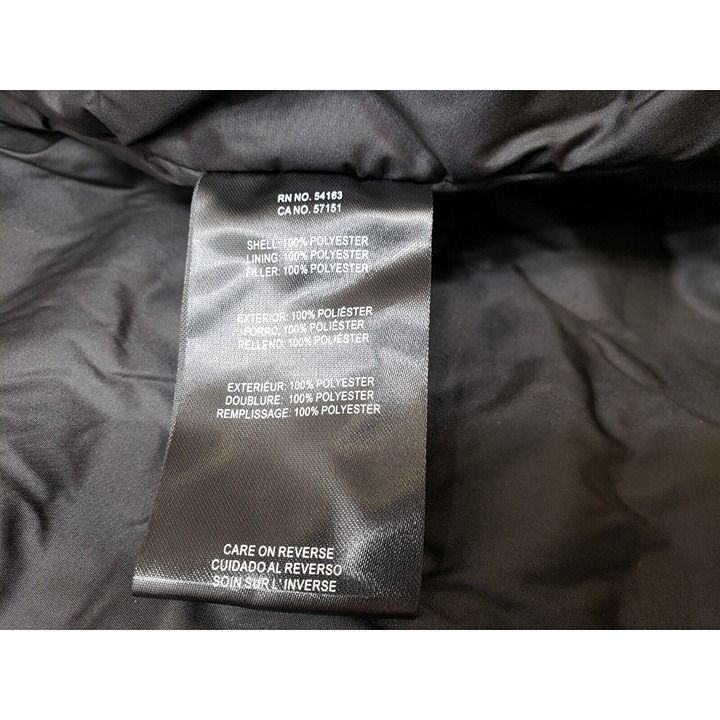 RN NO. 54163
CA NO. 57151
SHELL: 100% POLYESTER
LINING: 100% POLYESTER
FILLER: 100% POLYESTER
EXTERIOR: 100% POLIÉSTER
FORRO: 100% POLIÉSTER
RELLENO: 100% POLIÉSTER
EXTERIEUR: 100% POLYESTER
DOUBLURE: 100% POLYESTER
REMPLISSAGE: 100% POLYESTER
CARE ON REVERSE
CUIDADO AL REVERSO
SOIN SUR L'INVERSE